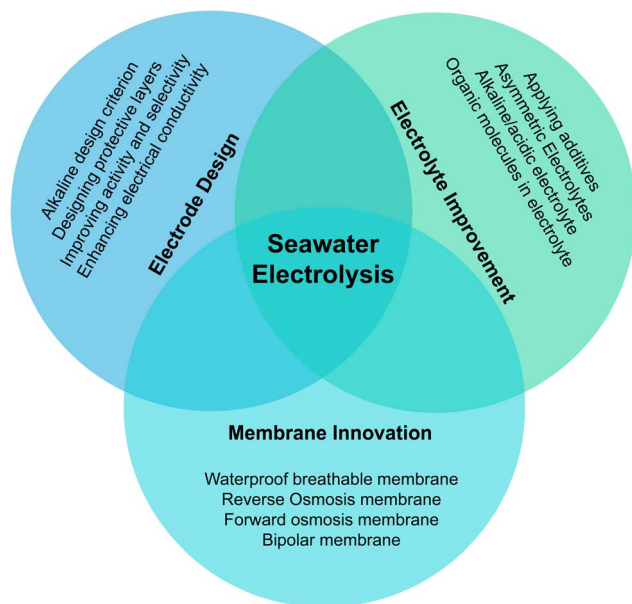 Alkaline design criterion
Designing protective layers
Improving activity and selectivity
Enhancing electrical conductivity
Electrode Design
Applying additives
Asymmetric Electrolytes
Alkaline/acidic electrolyte
Organic molecules in electrolyte
Electrolyte Improvement
Seawater
Electrolysis
Membrane Innovation
Waterproof breathable membrane
Reverse Osmosis membrane
Forward osmosis membrane
Bipolar membrane